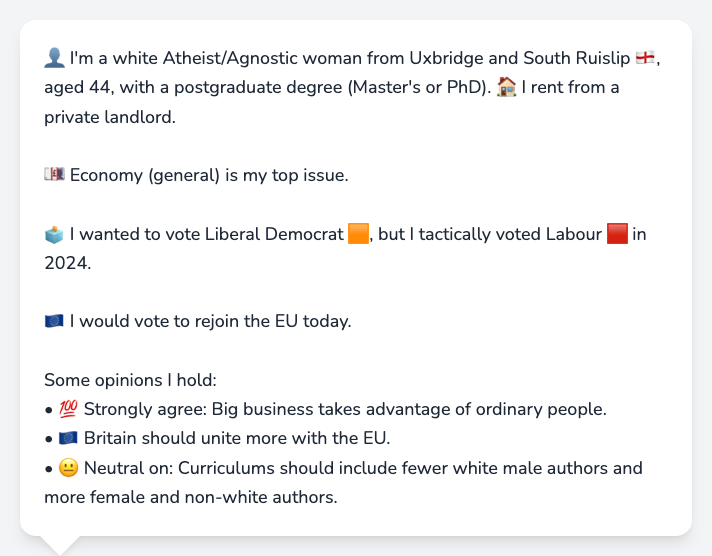 👤 I'm a white Atheist/Agnostic woman from Uxbridge and South Ruislip 🏴󠁧󠁢󠁥󠁮󠁧󠁿,
aged 44, with a postgraduate degree (Master's or PhD). 🏠 I rent from a
private landlord.
💷 Economy (general) is my top issue.
🗳️ I wanted to vote Liberal Democrat 🟧, but I tactically voted Labour 🟥 in
2024.
🇪🇺 I would vote to rejoin the EU today.
Some opinions I hold:
• 💯 Strongly agree: Big business takes advantage of ordinary people.
• 🇪🇺 Britain should unite more with the EU.
• 😐 Neutral on: Curriculums should include fewer white male authors and
more female and non-white authors.